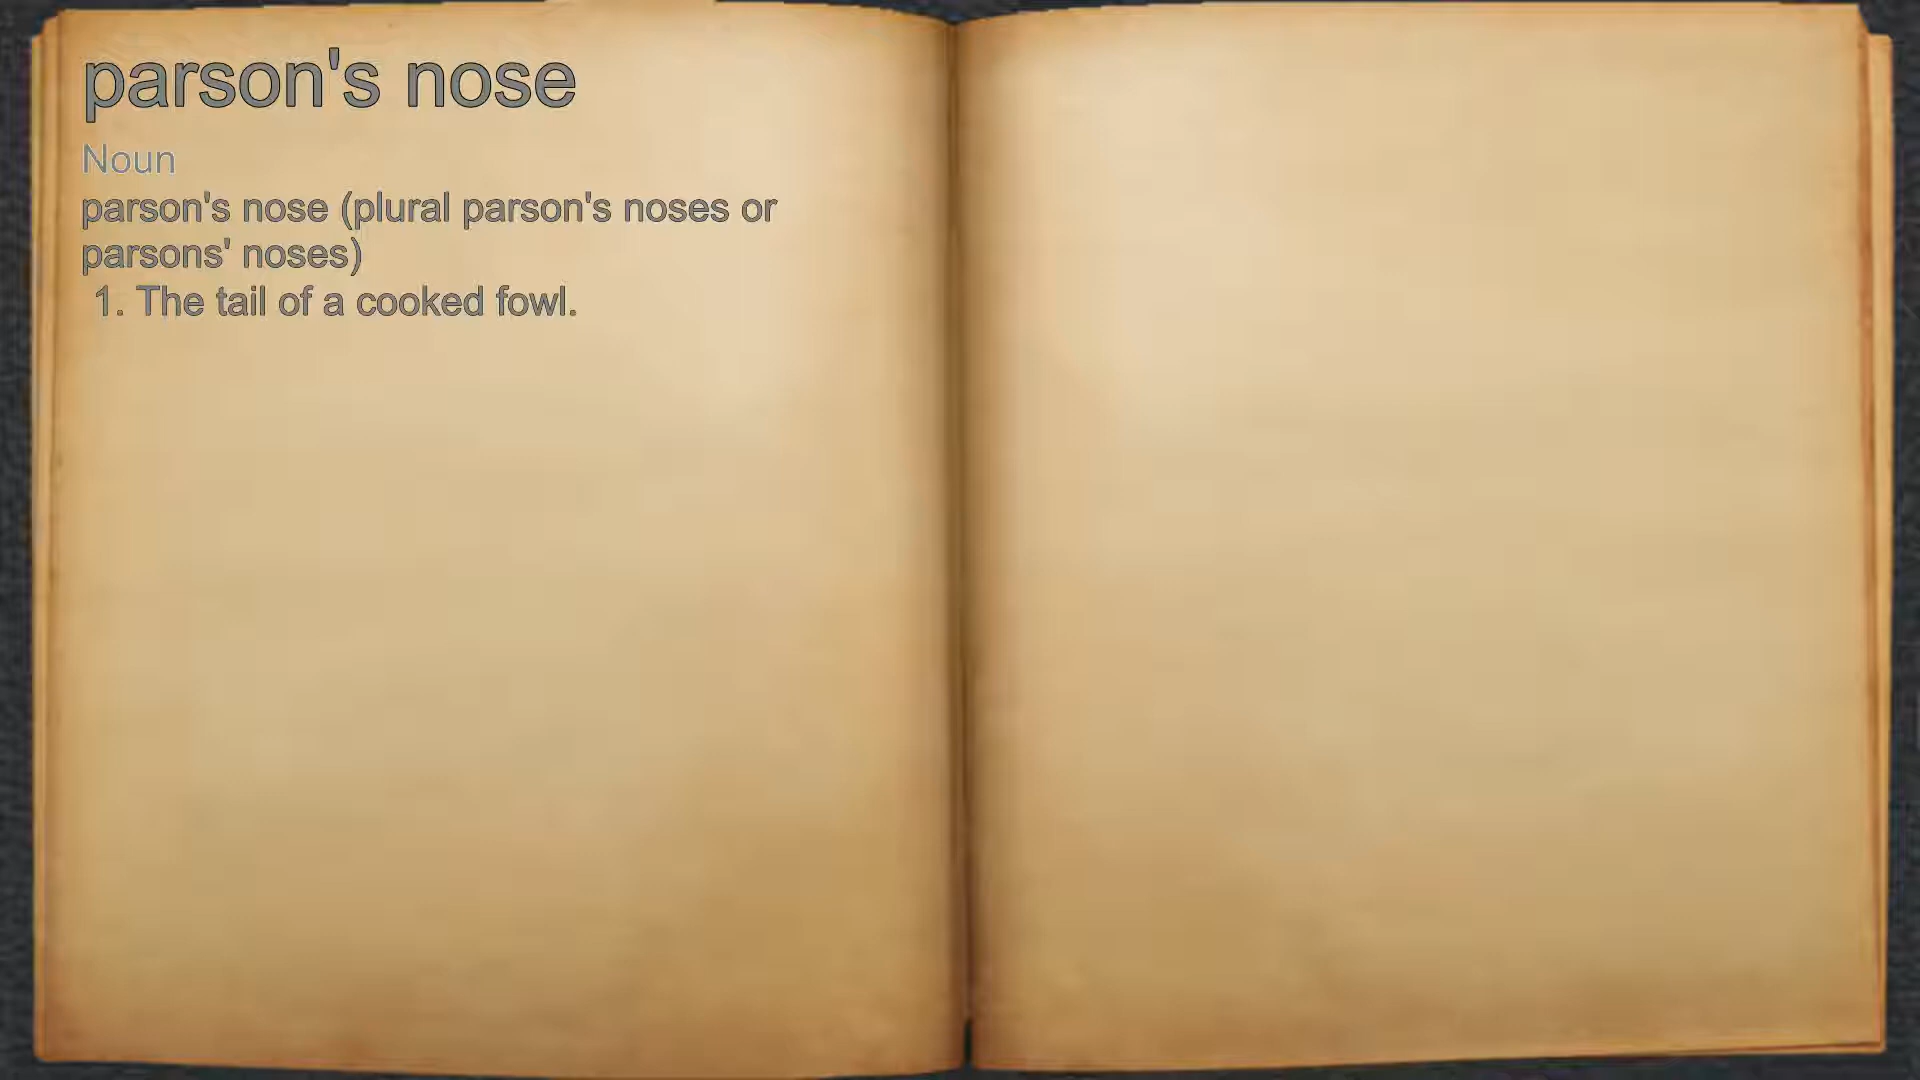 parson's nose
Noun
parson's nose (plural parson's noses or
parsons' noses)
1. The tail of a cooked fowl.